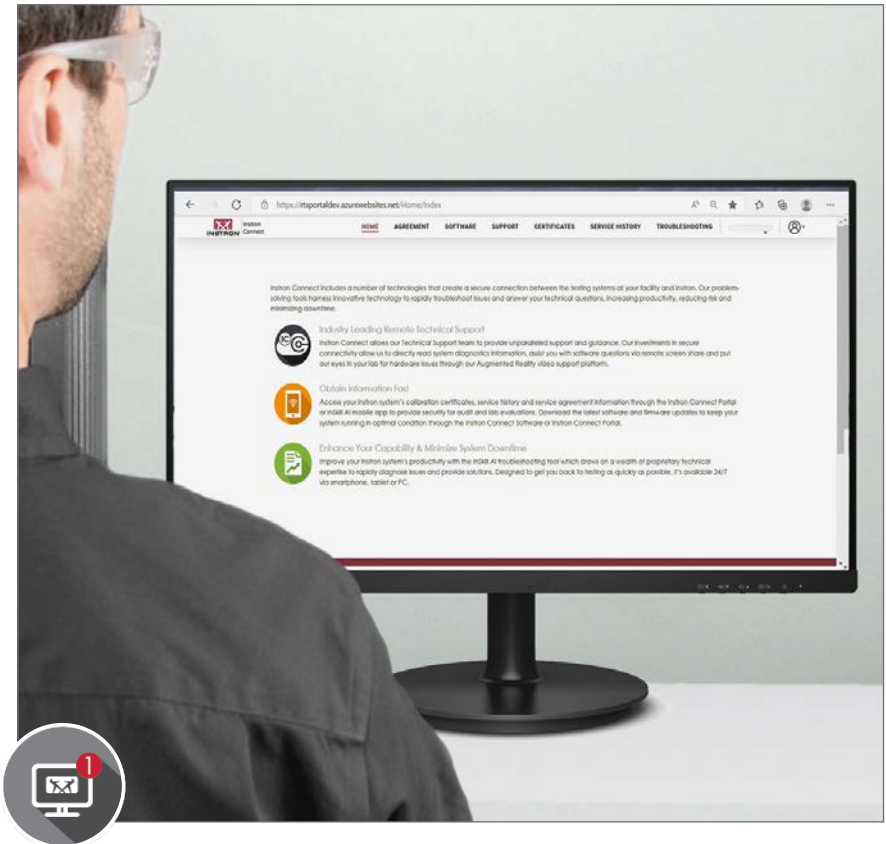 https://rtsportaldev.azurewebsites.net/Home/Index
INSTRON
Instron
Connect
HOME AGREEMENT SOFTWARE SUPPORT CERTIFICATES SERVICE HISTORY TROUBLESHOOTING
Instron Connect includes a number of technologies that create a secure connection between the testing systems at your facility and Instron. Our problem-
solving tools harness innovative technology to rapidly troubleshoot issues and answer your technical questions, increasing productivity, reducing risk and
minimizing downtime.
IC
Industry Leading Remote Technical Support
Instron Connect allows our Technical Support team to provide unparalleled support and guidance. Our investments in secure
connectivity allow us to directly read system diagnostics information, assist you with software questions via remote screen share and put
our eyes in your lab for hardware issues through our Augmented Reality video support platform.
Obtain Information Fast
Access your Instron system's calibration certificates, service history and service agreement information through the Instron Connect Portal
or InSkill AI mobile app to provide security for audit and lab evaluations. Download the latest software and firmware updates to keep your
system running in optimal condition through the Instron Connect Software or Instron Connect Portal.
Enhance Your Capability & Minimize System Downtime
Improve your Instron system's productivity with the InSkill AI troubleshooting tool which draws on a wealth of proprietary technical
expertise to rapidly diagnose issues and provide solutions. Designed to get you back to testing as quickly as possible, it's available 24/7
via smartphone, tablet or PC.
1